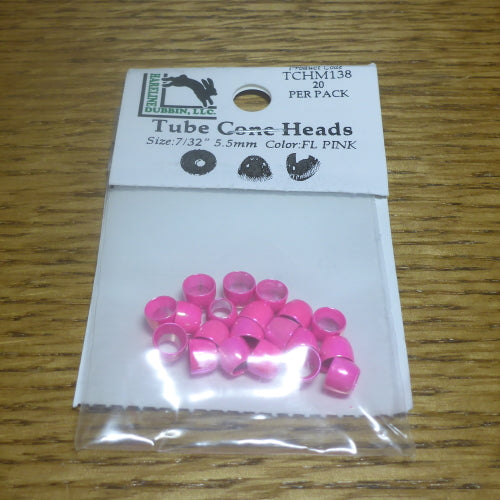 HARELINE
DUBBIN, LLC.
Product Code
TCHM138
20
PER PACK
Tube Cone Heads
Size:7/32" 5.5mm Color:FL PINK